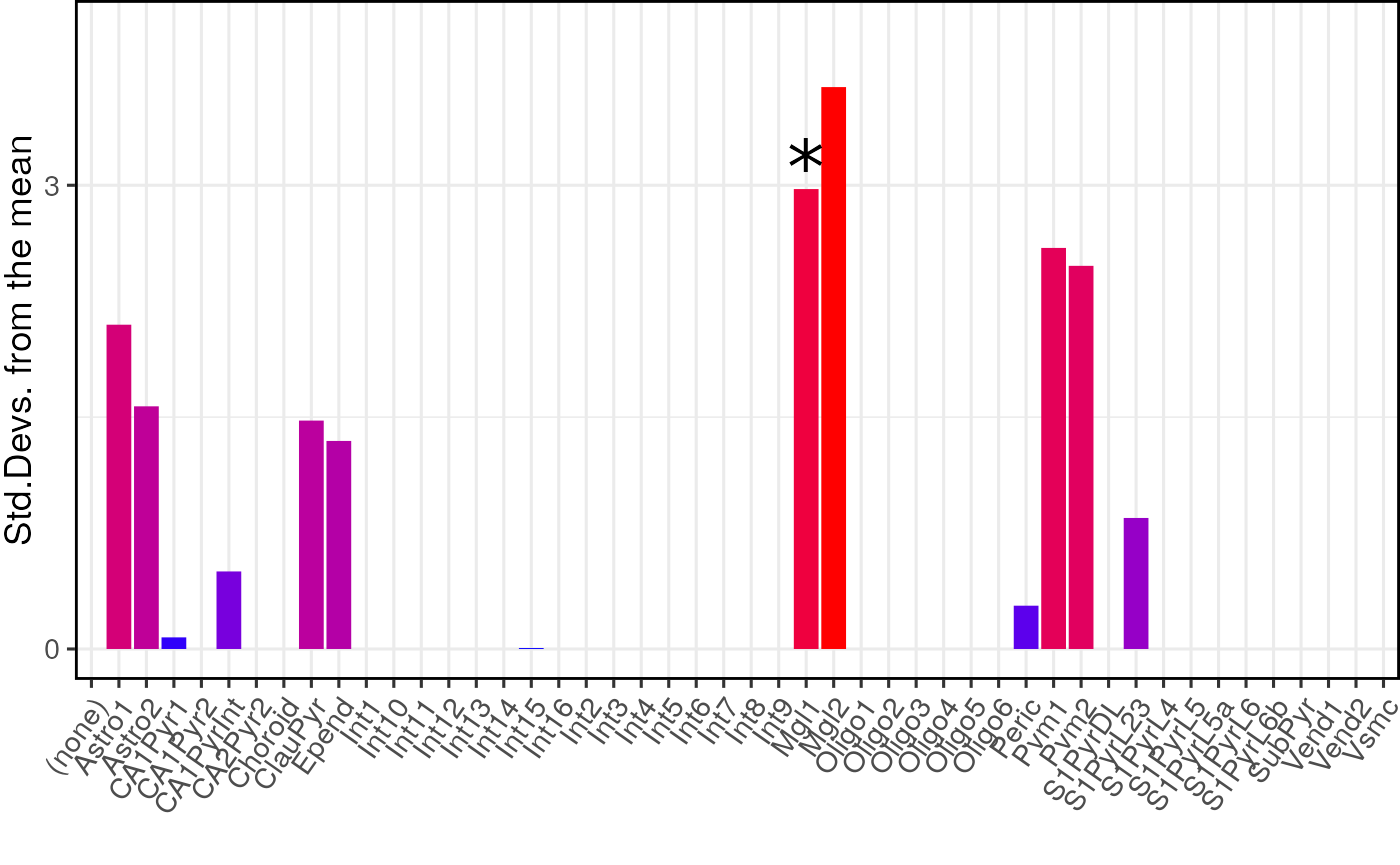 Std.Devs. from the mean
3
0
*
(none)
Astro1
Astro2
CA1Pyr1
CA1Pyr2
CA1PyrInt
CA2Pyr2
Choroid
ClauPyr
Epend
Int1
Int10
Int11
Int12
Int13
Int14
Int15
Int16
Int2
Int3
Int4
Int5
Int6
Int7
Int8
Int9
Mgl1
Mgl2
Oligo1
Oligo2
Oligo3
Oligo4
Oligo5
Oligo6
Peric
Pvm1
Pvm2
S1PyrDL
S1PyrL23
S1PyrL4
S1PyrL5
S1PyrL5a
S1PyrL6
S1PyrL6b
SubPyr
Vend1
Vend2
Vsmc